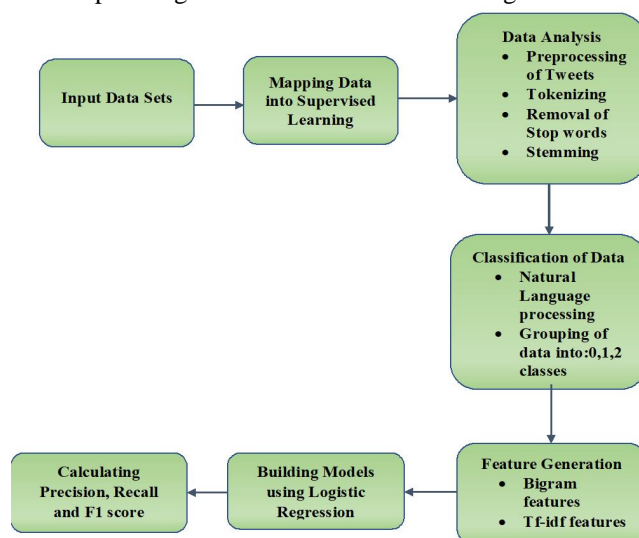 Data Analysis
• Preprocessing
of Tweets
• Tokenizing
• Removal of
Stop words
• Stemming
Input Data Sets
Mapping Data
into Supervised
Learning
Classification of Data
• Natural
Language
processing
• Grouping of
data into:0,1,2
classes
Feature Generation
• Bigram
features
• Tf-idf features
Building Models
using Logistic
Regression
Calculating
Precision, Recall
and F1 score